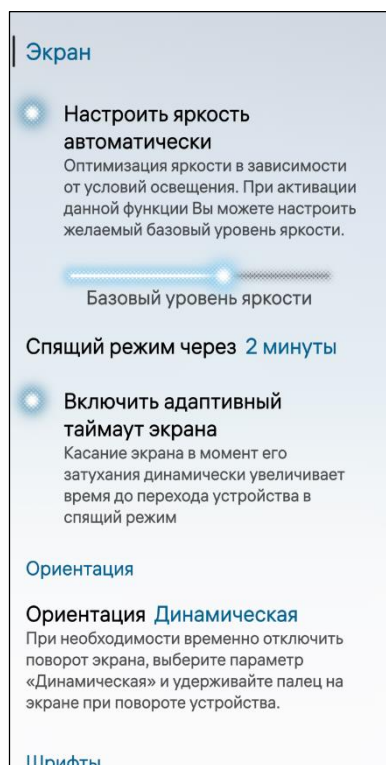 Экран
Настроить яркость
автоматически
Оптимизация яркости в зависимости
от условий освещения. При активации
данной функции Вы можете настроить
желаемый базовый уровень яркости.
Базовый уровень яркости
Спящий режим через 2 минуты
Включить адаптивный
таймаут экрана
Касание экрана в момент его
затухания динамически увеличивает
время до перехода устройства в
спящий режим
Ориентация
Ориентация Динамическая
При необходимости временно отключить
поворот экрана, выберите параметр
«Динамическая» и удерживайте палец на
экране при повороте устройства.
Шрифты